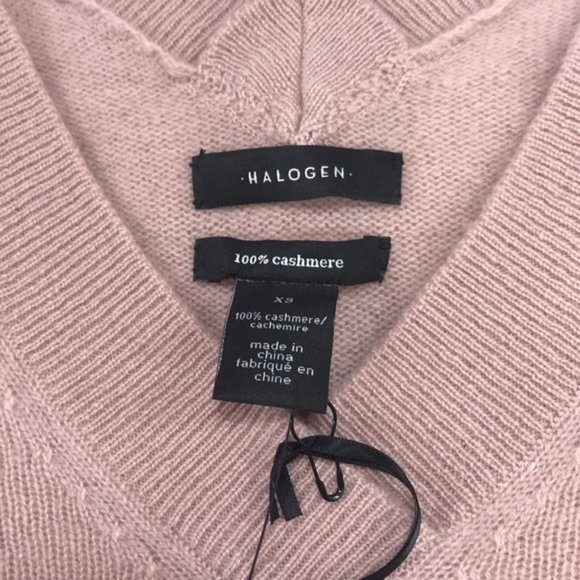 ·HALOGEN·
100% cashmere
XS
100% cashmere/
cachemire
made in
china
fabriqué en
chine